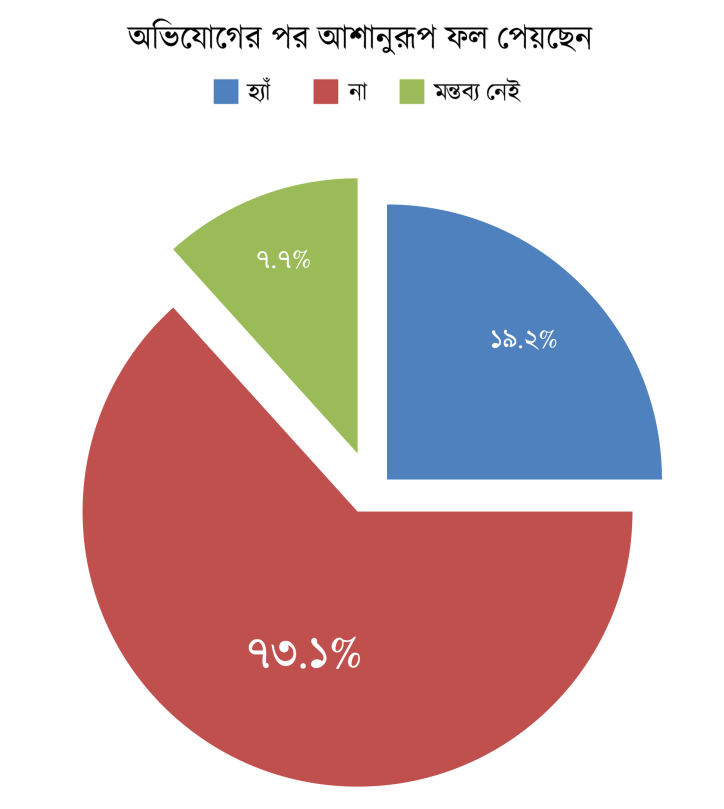 অভিযোগের পর আশানুরূপ ফল পেয়ছেন
হ্যাঁ না মন্তব্য নেই
৭.৭%
১৯.২%
৭৩.১%